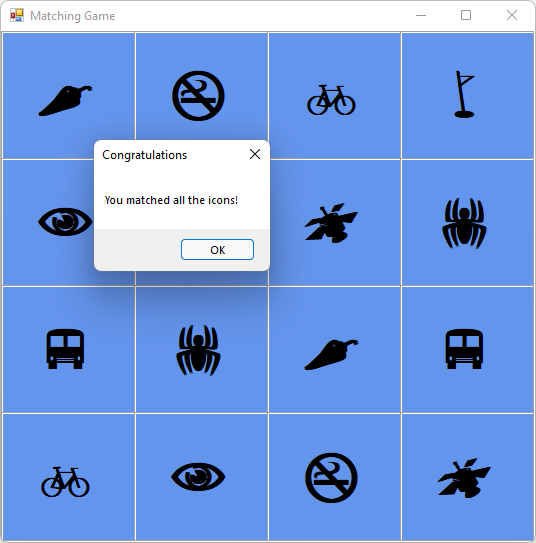 Matching Game
Congratulations
You matched all the icons!
OK